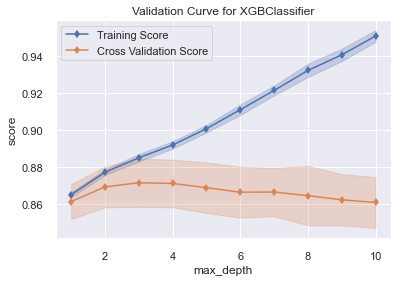 Validation Curve for XGBClassifier
Training Score
Cross Validation Score
score
0.94
0.92
0.90
0.88
0.86
2 4 6 8 10
max_depth